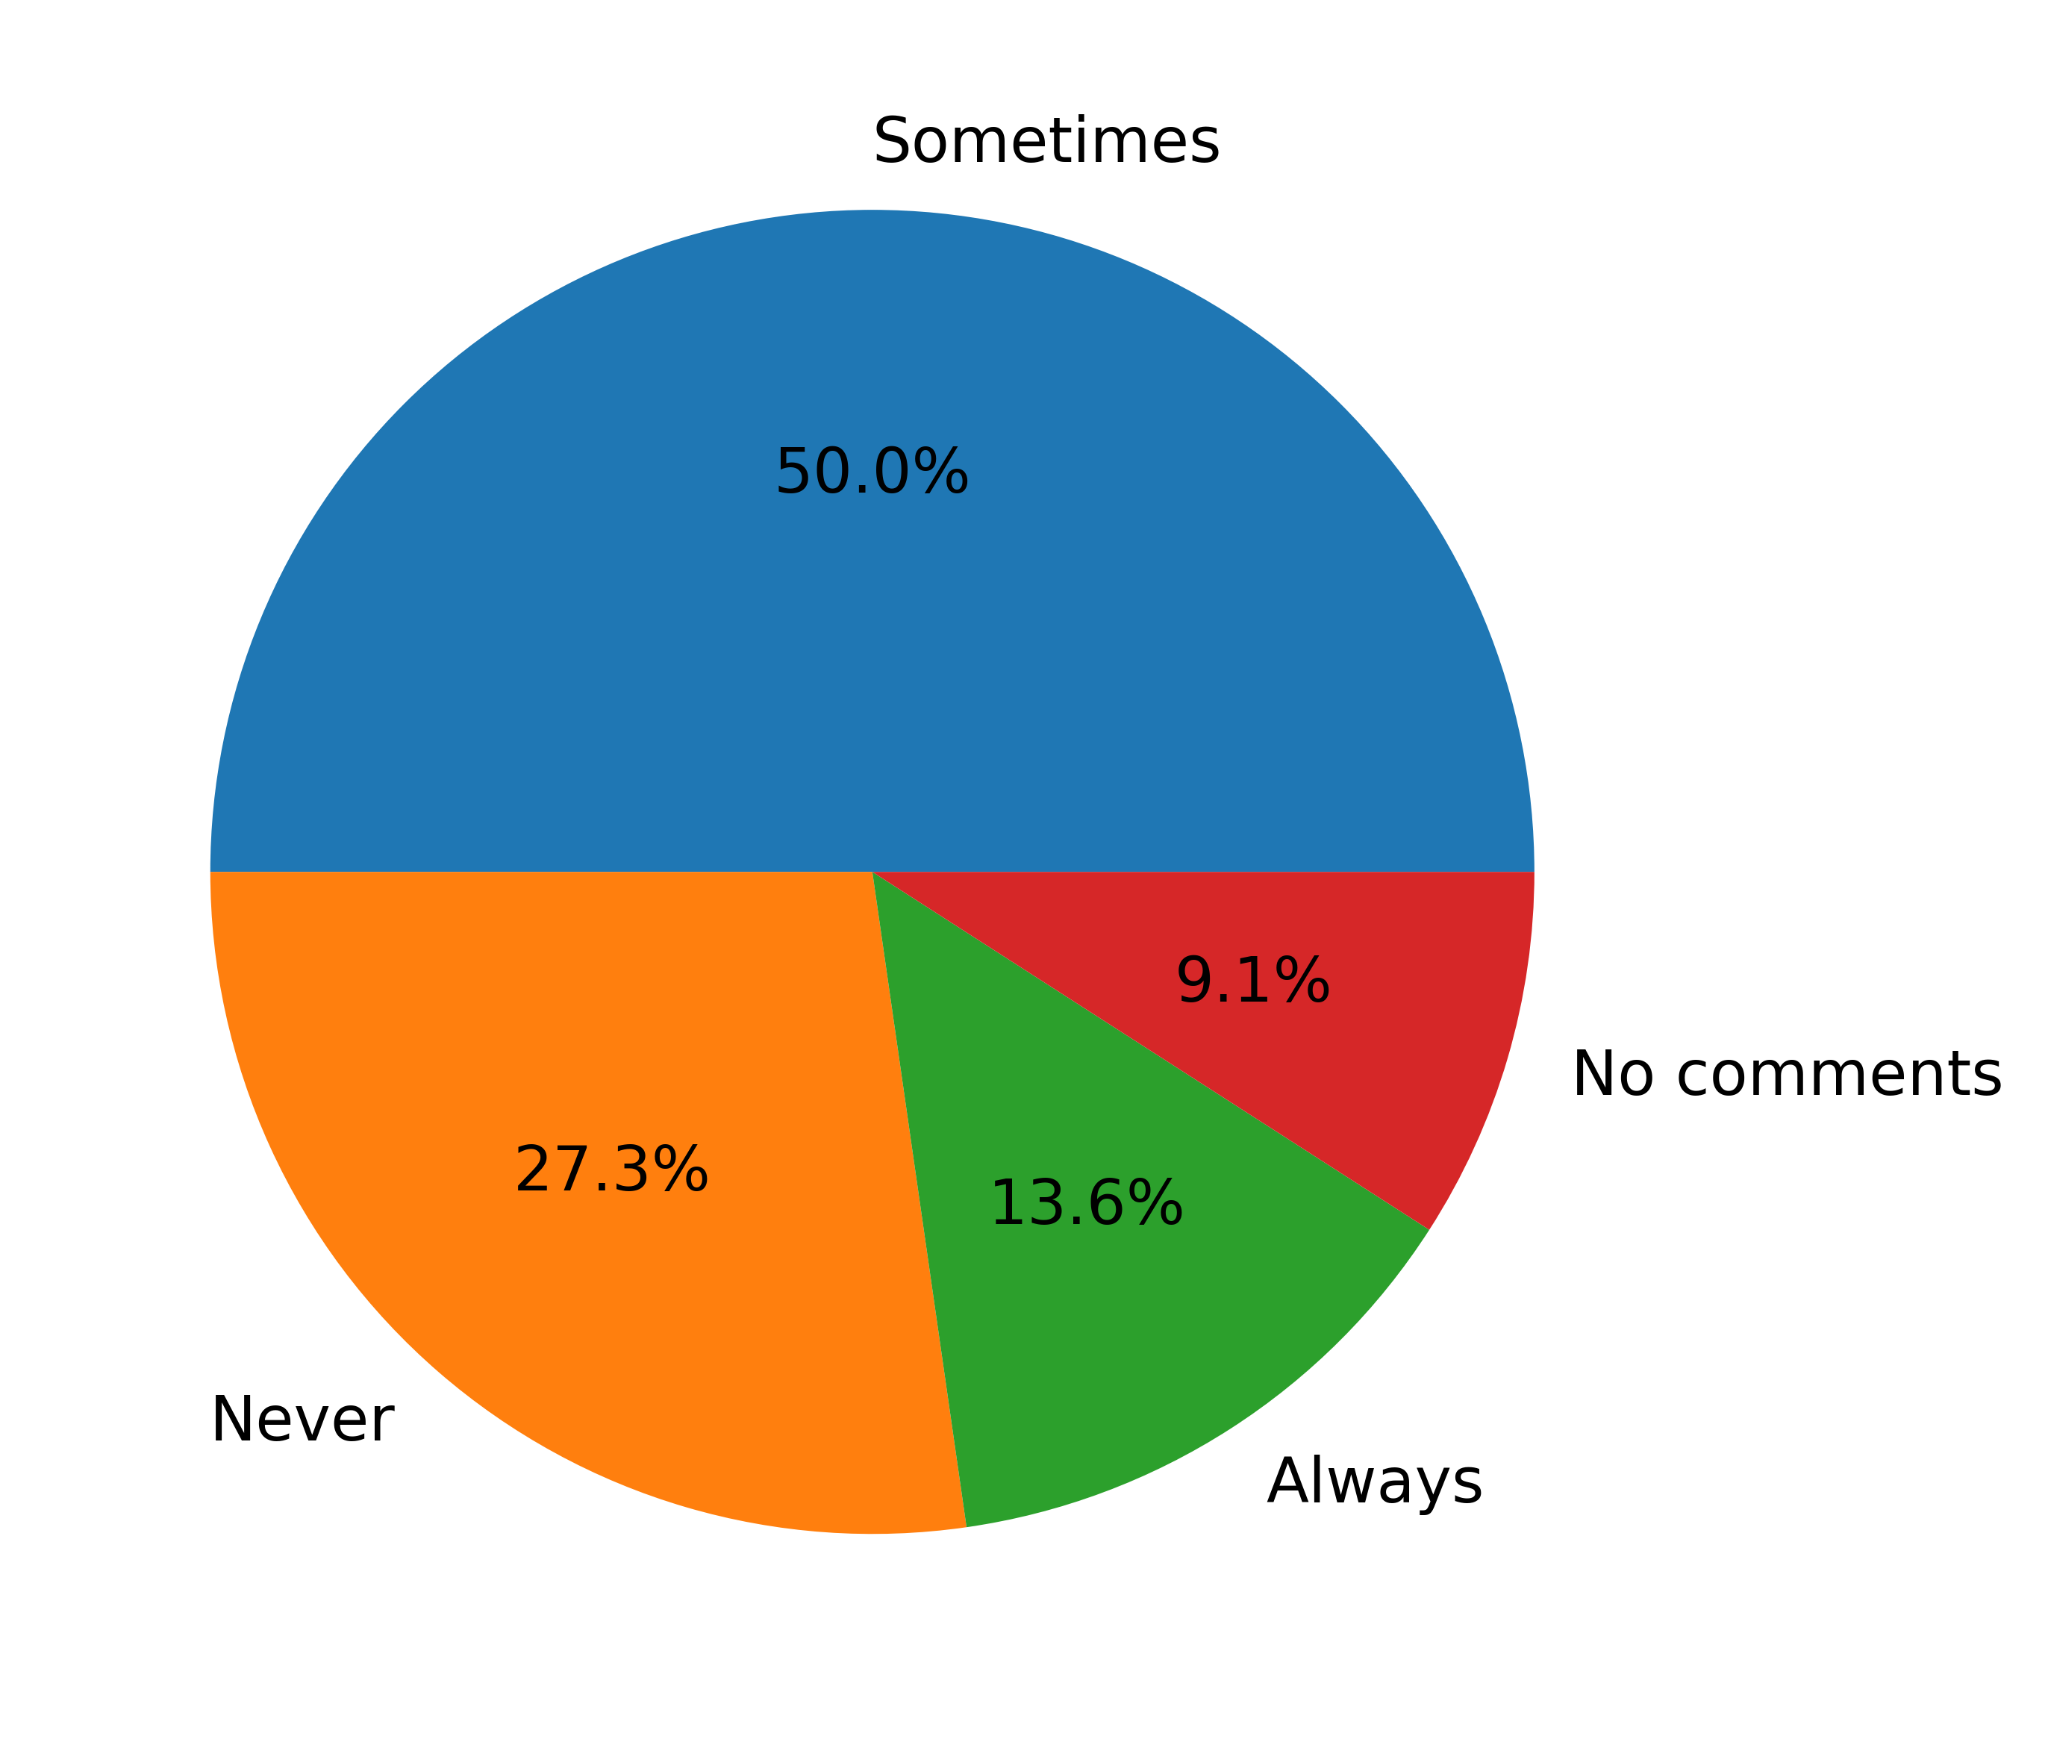 Sometimes
50.0%
9.1%
No comments
27.3%
13.6%
Never
Always